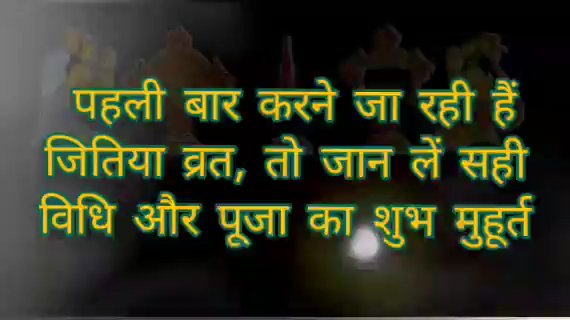 पहली बार करने जा रही हैं
जितिया व्रत, तो जान लें सही
विधि और पूजा का शुभ मुहूर्त